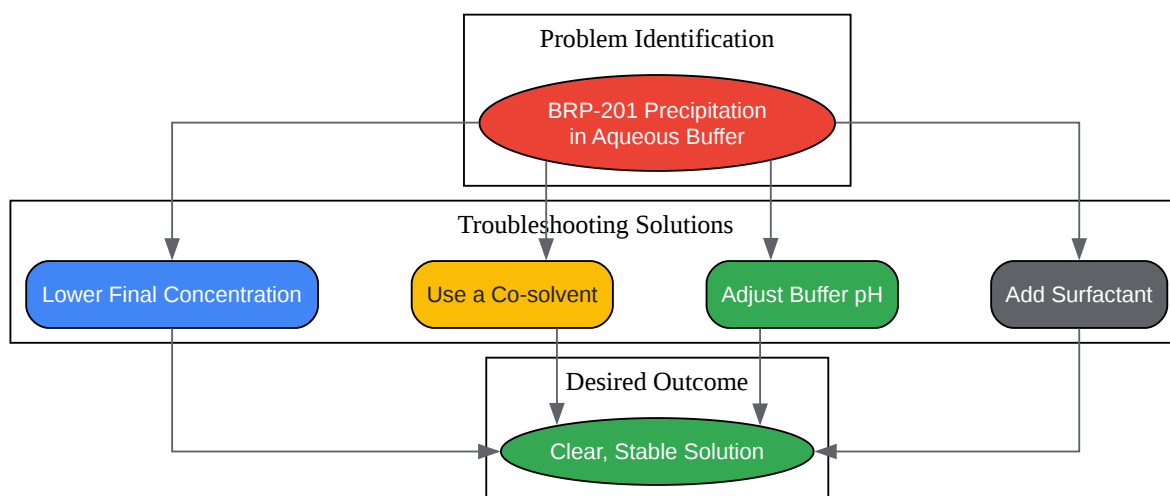 Problem Identification
BRP-201 Precipitation
in Aqueous Buffer
Troubleshooting Solutions
Lower Final Concentration
Use a Co-solvent
Adjust Buffer pH
Add Surfactant
Desired Outcome
Clear, Stable Solution